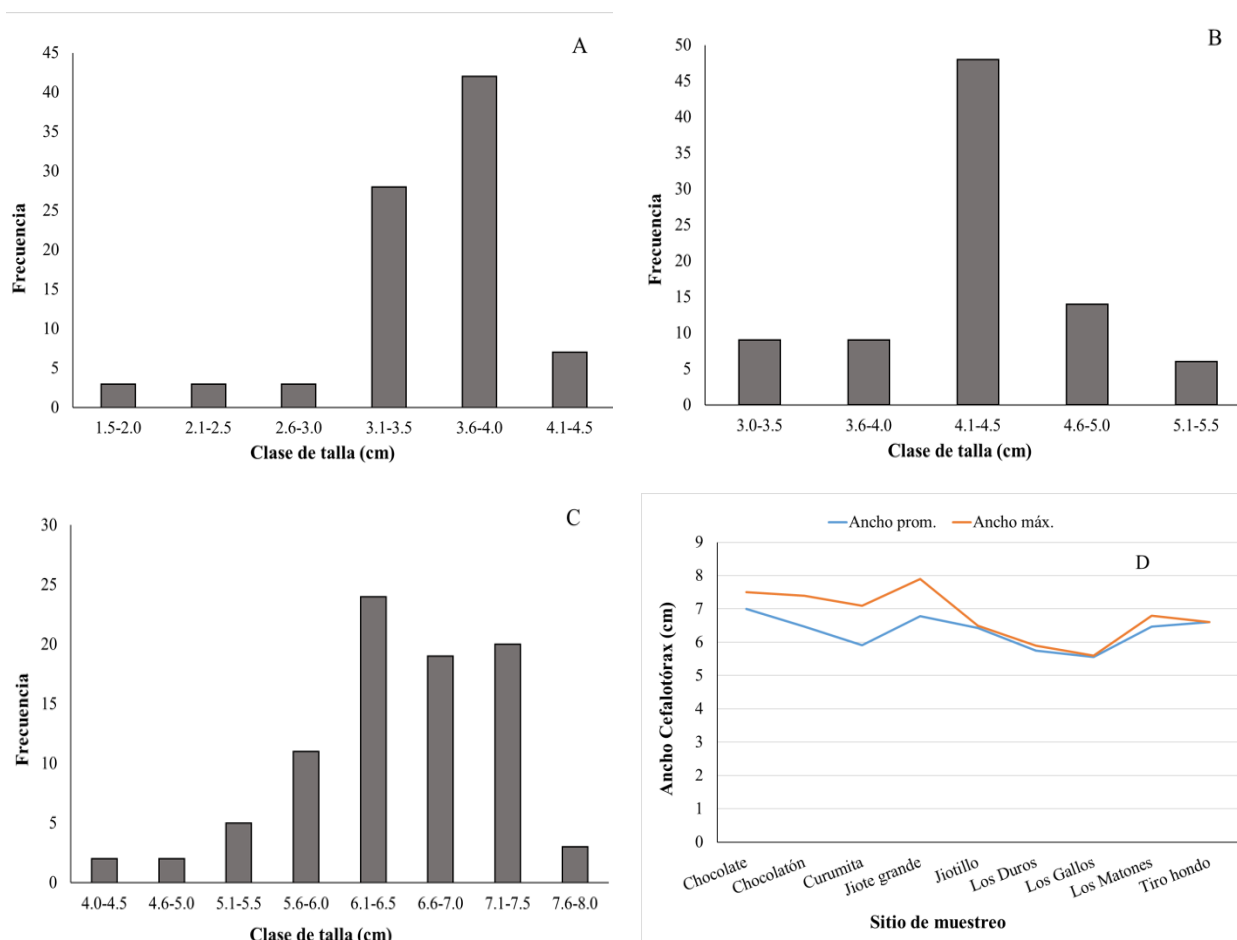 A
Frecuencia
45
40
35
30
25
20
15
10
5
0
1.5-2.0 2.1-2.5 2.6-3.0 3.1-3.5 3.6-4.0 4.1-4.5
Clase de talla (cm)
B
Frecuencia
50
45
40
35
30
25
20
15
10
5
0
3.0-3.5 3.6-4.0 4.1-4.5 4.6-5.0 5.1-5.5
Clase de talla (cm)
C
Frecuencia
30
25
20
15
10
5
0
4.0-4.5 4.6-5.0 5.1-5.5 5.6-6.0 6.1-6.5 6.6-7.0 7.1-7.5 7.6-8.0
Clase de talla (cm)
Ancho prom. Ancho máx.
D
Ancho Cefalotórax (cm)
9
8
7
6
5
4
3
2
1
0
Chocolate Chocolatón Curumita Jiote grande Jiotillo Los Duros Los Gallos Los Matones Tiro hondo
Sitio de muestreo